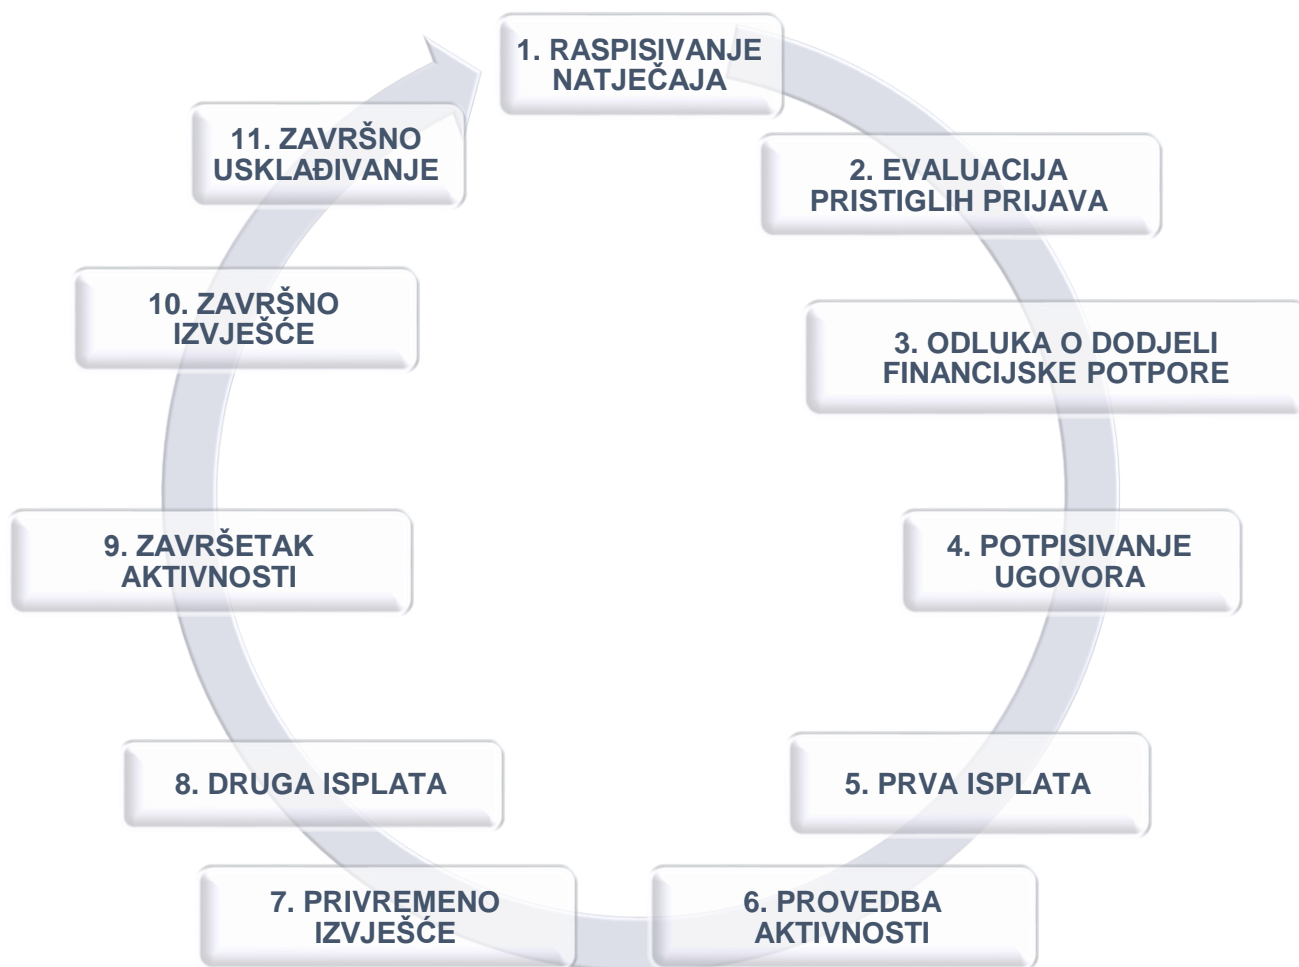 1. RASPISIVANJE
NATJEČAJA
2. EVALUACIJA
PRISTIGLIH PRIJAVA
3. ODLUKA O DODJELI
FINANCIJSKE POTPORE
4. POTPISIVANJE
UGOVORA
5. PRVA ISPLATA
6. PROVEDBA
AKTIVNOSTI
7. PRIVREMENO
IZVJEŠĆE
8. DRUGA ISPLATA
9. ZAVRŠETAK
AKTIVNOSTI
10. ZAVRŠNO
IZVJEŠĆE
11. ZAVRŠNO
USKLAĐIVANJE